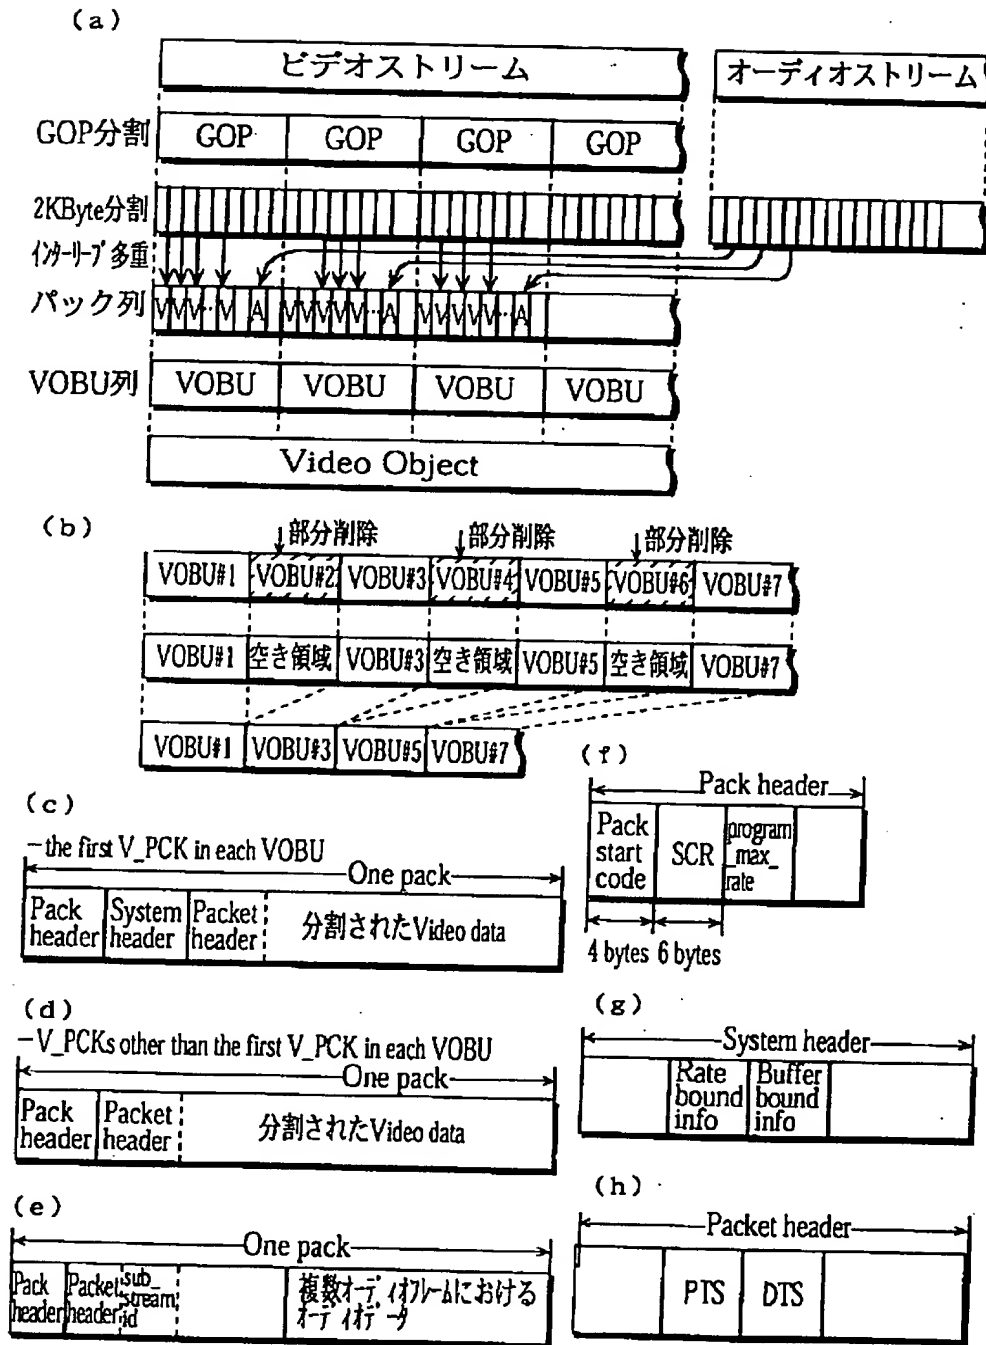 (a)
ビデオストリーム
オーディオストリーム
GOP分割
GOP GOP GOP GOP
2KByte分割
インターリーブ多重
パック列
V V V … V A V V V V V … A V V V V V … A
VOBU列
VOBU VOBU VOBU VOBU
Video Object
(b)
部分削除 部分削除 部分削除
VOBU#1 VOBU#2 VOBU#3 VOBU#4 VOBU#5 VOBU#6 VOBU#7
VOBU#1 空き領域 VOBU#3 空き領域 VOBU#5 空き領域 VOBU#7
VOBU#1 VOBU#3 VOBU#5 VOBU#7
(c)
−the first V_PCK in each VOBU
One pack
Pack header
System header
Packet header
分割されたVideo data
(d)
−V_PCKs other than the first V_PCK in each VOBU
One pack
Pack header
Packet header
分割されたVideo data
(e)
One pack
Pack header
Packet header
sub_stream_id
複数オーディオフレームにおける
オーディオデータ
(f)
Pack header
Pack start code
SCR
program_max_rate
4 bytes 6 bytes
(g)
System header
Rate bound info
Buffer bound info
(h)
Packet header
PTS
DTS